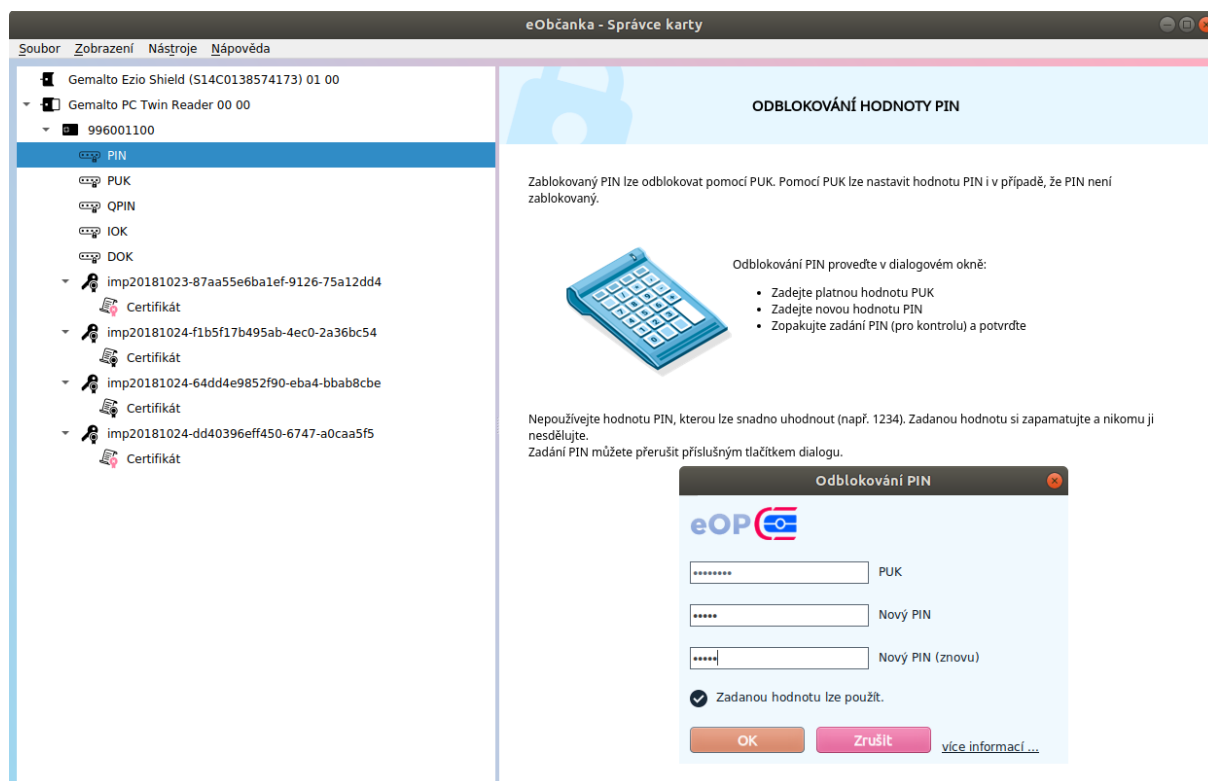 eObčanka - Správce karty
Soubor Zobrazení Nástroje Nápověda
Gemalto Ezio Shield (S14C0138574173) 01 00
Gemalto PC Twin Reader 00 00
996001100
PIN
PUK
QPIN
IOK
DOK
imp20181023-87aa55e6ba1ef-9126-75a12dd4
Certifikát
imp20181024-f1b5f17b495ab-4ec0-2a36bc54
Certifikát
imp20181024-64dd4e9852f90-eba4-bbab8cbe
Certifikát
imp20181024-dd40396eff450-6747-a0caa5f5
Certifikát
ODBLOKOVÁNÍ HODNOTY PIN
Zablokovaný PIN lze odblokovat pomocí PUK. Pomocí PUK lze nastavit hodnotu PIN i v případě, že PIN není
zablokovaný.
Odblokování PIN proveďte v dialogovém okně:
• Zadejte platnou hodnotu PUK
• Zadejte novou hodnotu PIN
• Zopakujte zadání PIN (pro kontrolu) a potvrďte
Nepoužívejte hodnotu PIN, kterou lze snadno uhodnout (např. 1234). Zadanou hodnotu si zapamatujte a nikomu ji
nesdělujte.
Zadání PIN můžete přerušit příslušným tlačítkem dialogu.
Odblokování PIN
eOP
•••••••• PUK
••••• Nový PIN
••••• Nový PIN (znovu)
Zadanou hodnotu lze použít.
OK Zrušit více informací ...